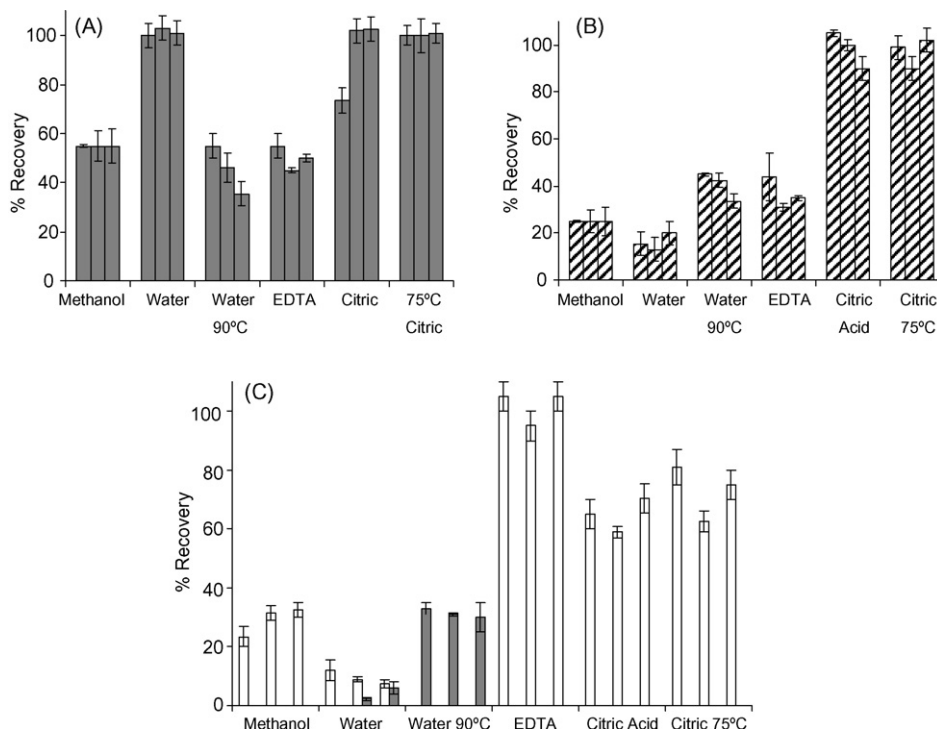 (A)
% Recovery
100
80
60
40
20
0
Methanol Water Water EDTA Citric 75ºC
90ºC Citric
(B)
% Recovery
100
80
60
40
20
0
Methanol Water Water EDTA Citric Citric
90ºC Acid 75ºC
(C)
% Recovery
100
80
60
40
20
0
Methanol Water Water 90ºC EDTA Citric Acid Citric 75ºC